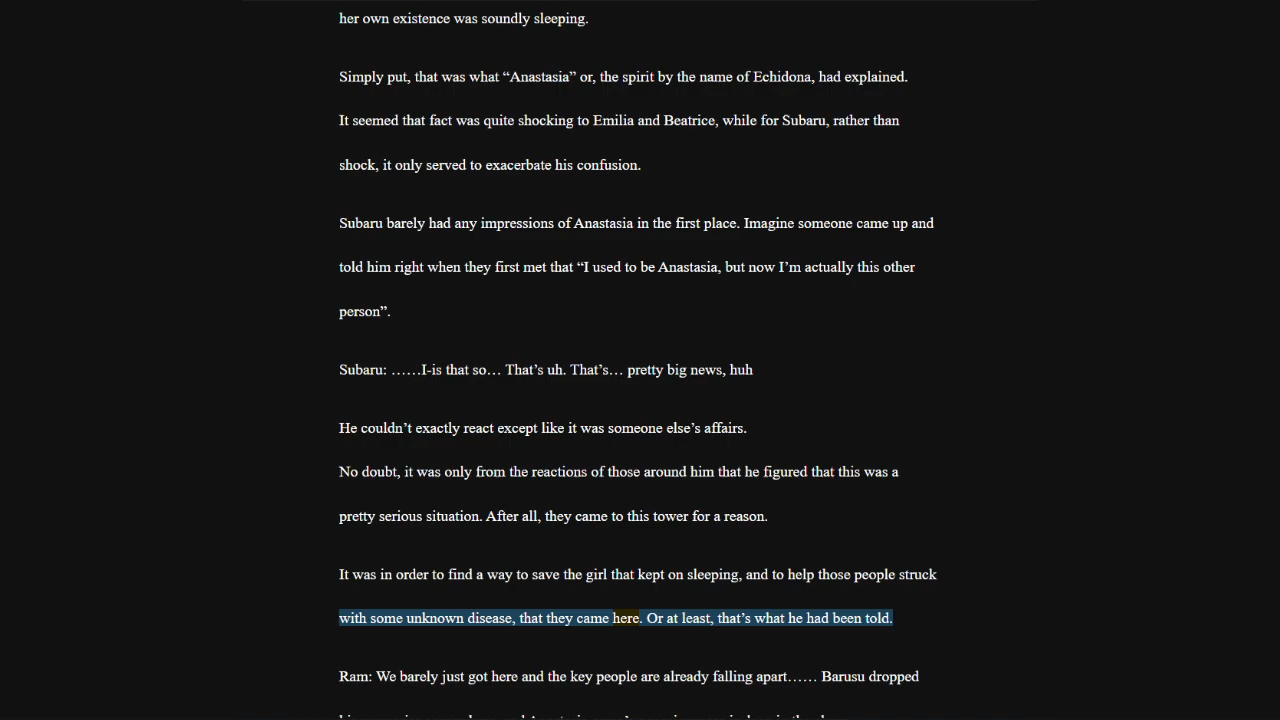 her own existence was soundly sleeping.
Simply put, that was what “Anastasia” or, the spirit by the name of Echidona, had explained.
It seemed that fact was quite shocking to Emilia and Beatrice, while for Subaru, rather than
shock, it only served to exacerbate his confusion.
Subaru barely had any impressions of Anastasia in the first place. Imagine someone came up and
told him right when they first met that “I used to be Anastasia, but now I’m actually this other
person”.
Subaru: ……I-is that so… That’s uh. That’s… pretty big news, huh
He couldn’t exactly react except like it was someone else’s affairs.
No doubt, it was only from the reactions of those around him that he figured that this was a
pretty serious situation. After all, they came to this tower for a reason.
It was in order to find a way to save the girl that kept on sleeping, and to help those people struck
with some unknown disease, that they came here. Or at least, that’s what he had been told.
Ram: We barely just got here and the key people are already falling apart…… Barusu dropped